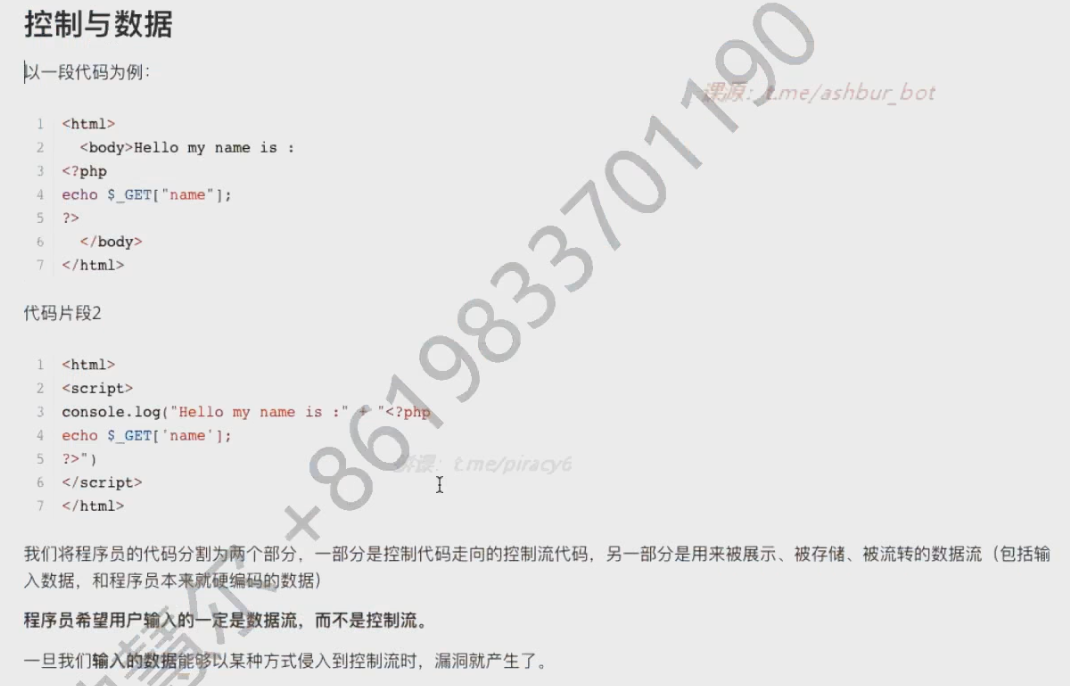 控制与数据
以一段代码为例：
课源：t.me/ashbur_bot
1 <html>
2 <body>Hello my name is :
3 <?php
4 echo $_GET["name"];
5 ?>
6 </body>
7 </html>
代码片段2
1 <html>
2 <script>
3 console.log("Hello my name is :" + "<?php
4 echo $_GET['name'];
5 ?>")
t.me/piracy6
6 </script>
7 </html>
+8619833701190
我们将程序员的代码分割为两个部分，一部分是控制代码走向的控制流代码，另一部分是用来被展示、被存储、被流转的数据流（包括输
入数据，和程序员本来就硬编码的数据）
程序员希望用户输入的一定是数据流，而不是控制流。
一旦我们输入的数据能够以某种方式侵入到控制流时，漏洞就产生了。